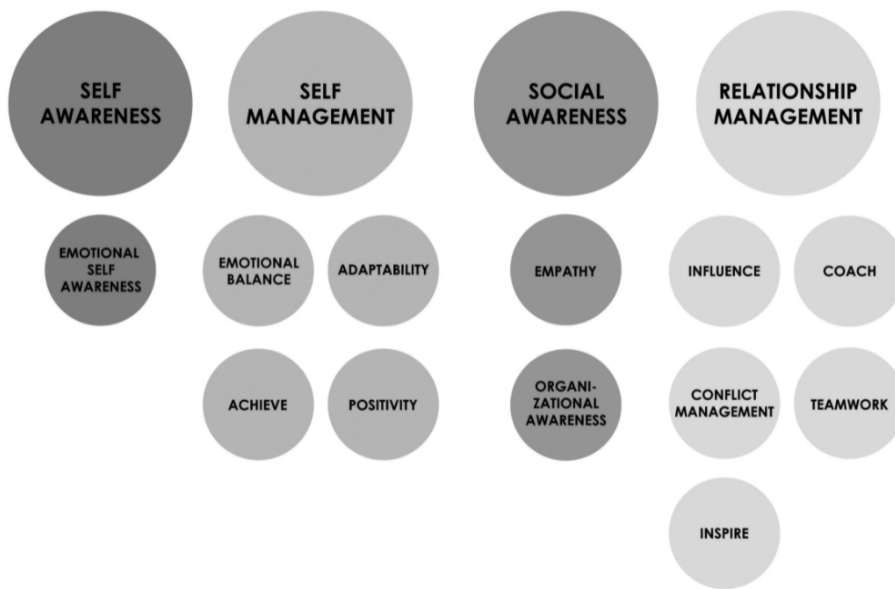 SELF
AWARENESS
SELF
MANAGEMENT
SOCIAL
AWARENESS
RELATIONSHIP
MANAGEMENT
EMOTIONAL
SELF
AWARENESS
EMOTIONAL
BALANCE
ADAPTABILITY
EMPATHY
INFLUENCE
COACH
ACHIEVE
POSITIVITY
ORGANI-
ZATIONAL
AWARENESS
CONFLICT
MANAGEMENT
TEAMWORK
INSPIRE